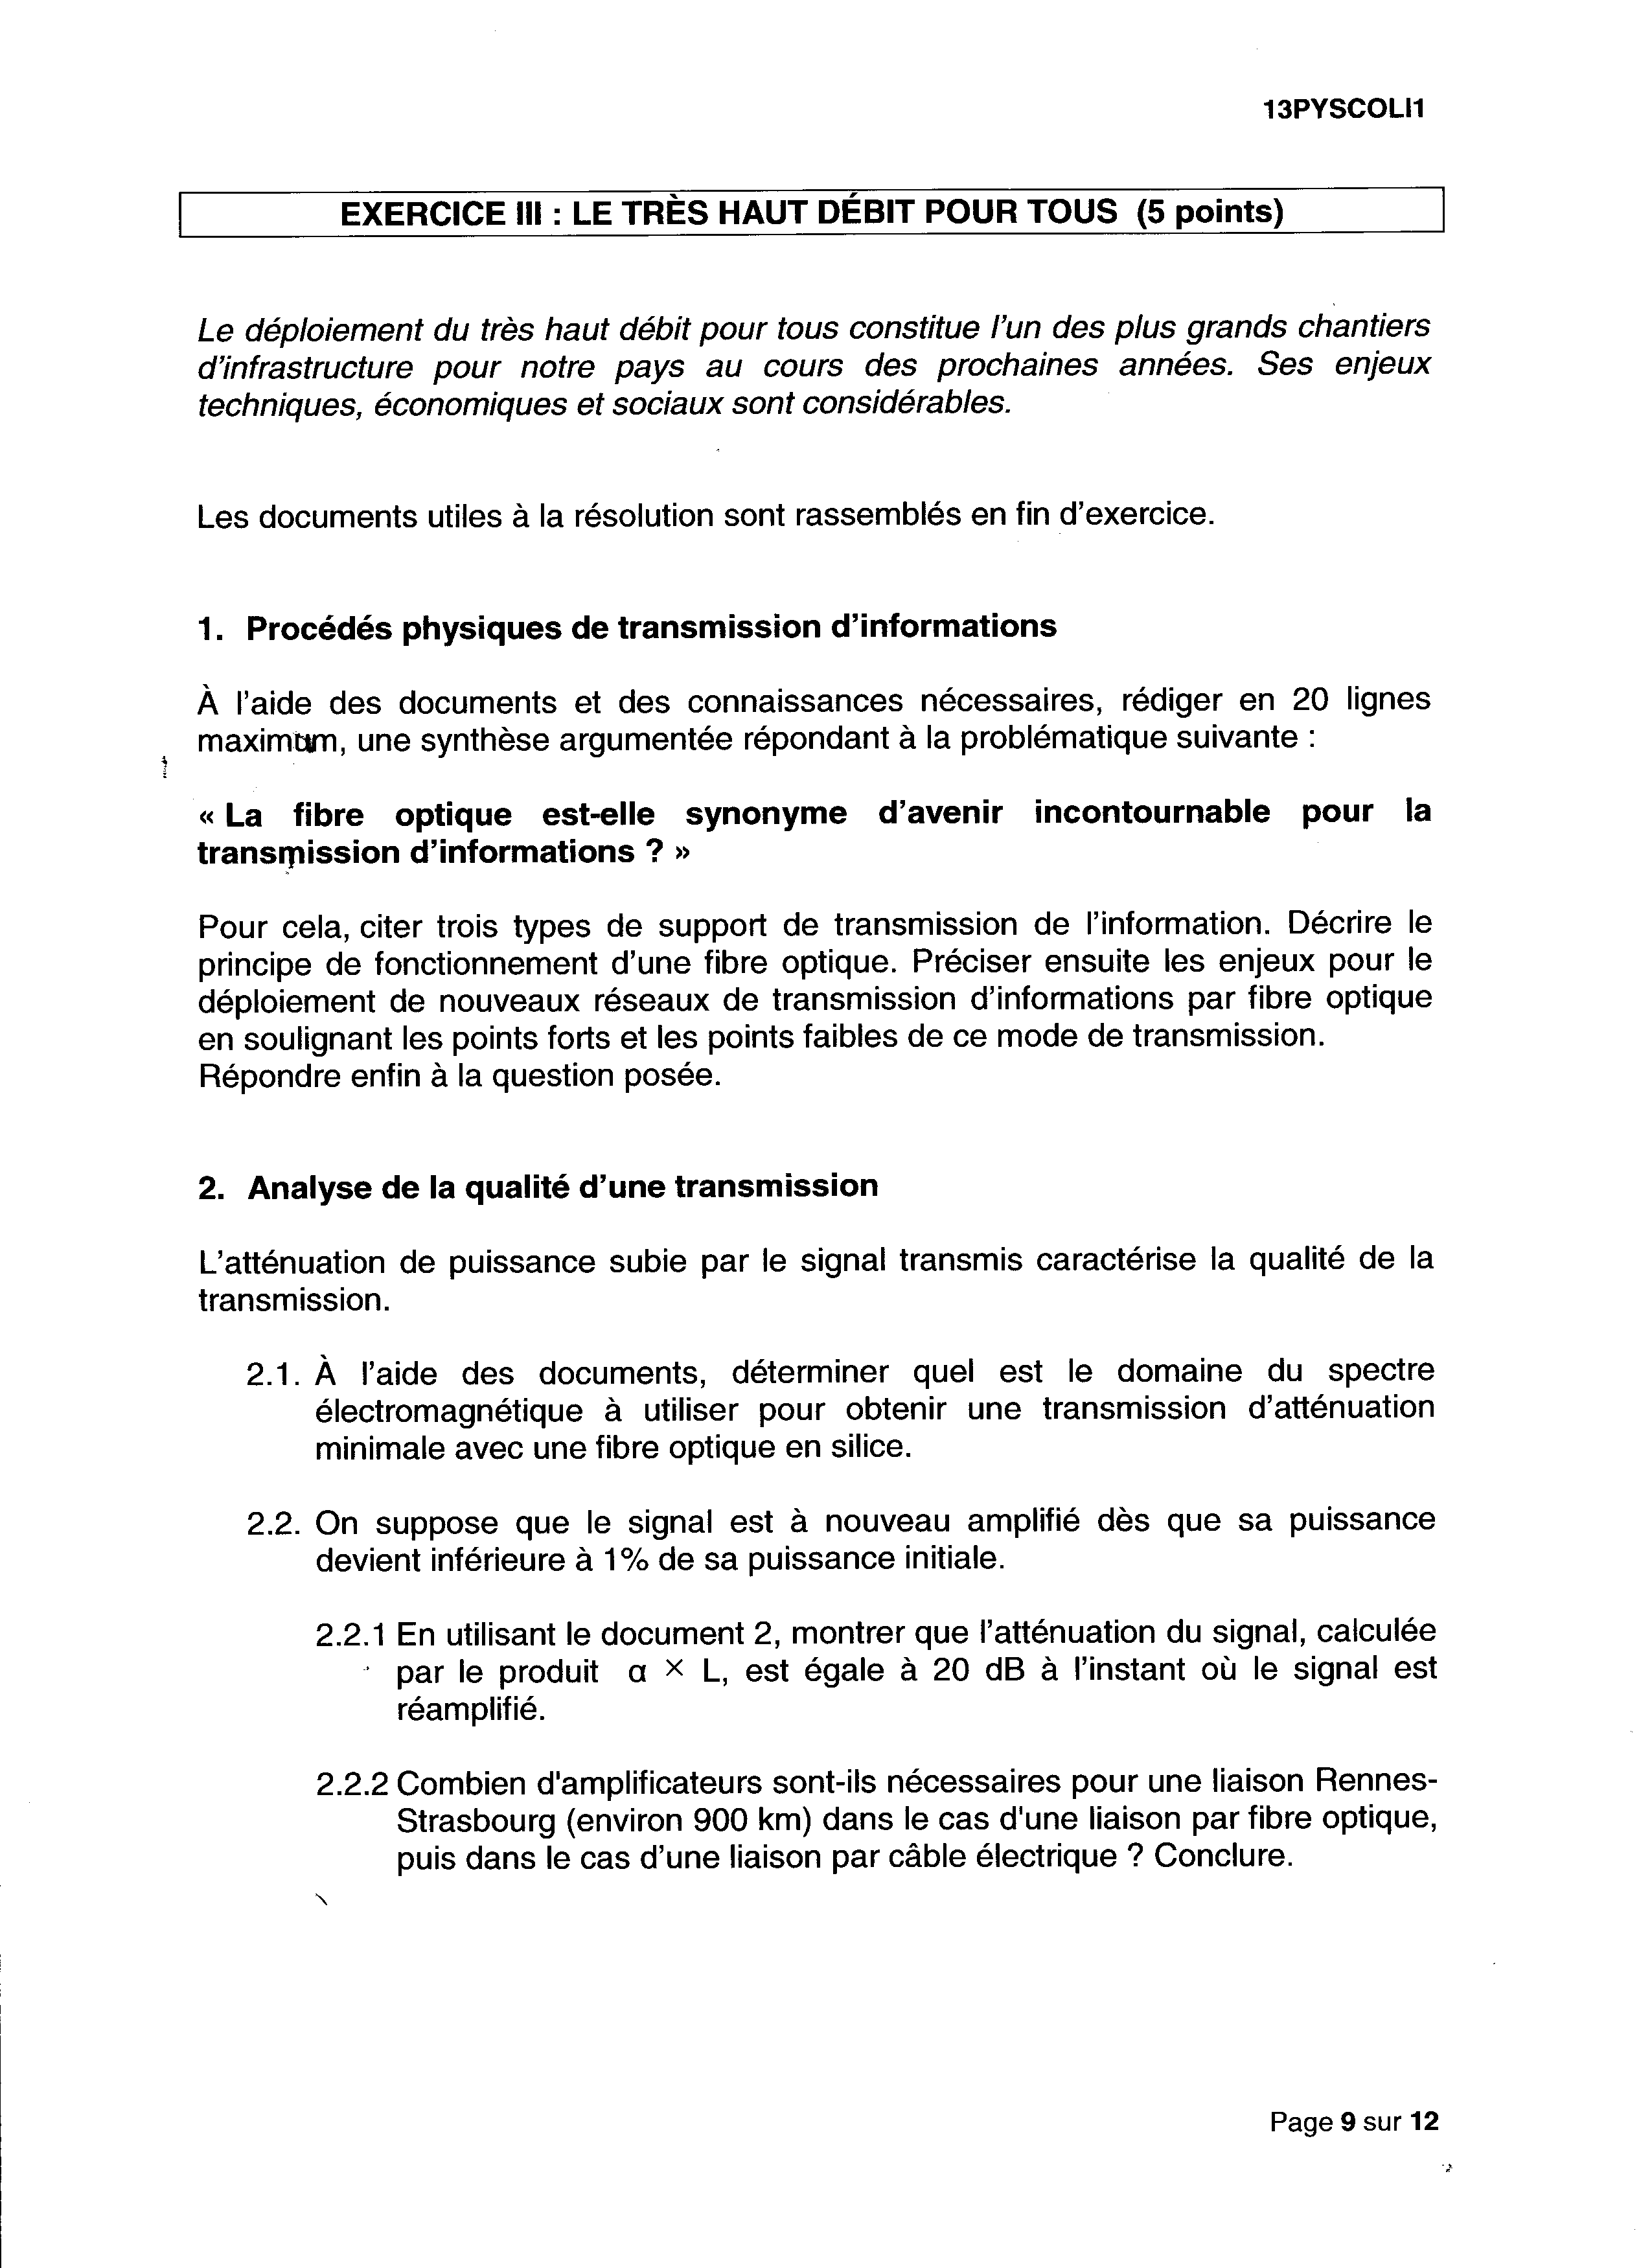 13PYSCOLI1
EXERCICE III : LE TRÈS HAUT DÉBIT POUR TOUS (5 points)
Le déploiement du très haut débit pour tous constitue l'un des plus grands chantiers
d'infrastructure pour notre pays au cours des prochaines années. Ses enjeux
techniques, économiques et sociaux sont considérables.
Les documents utiles à la résolution sont rassemblés en fin d'exercice.
1. Procédés physiques de transmission d'informations
À l'aide des documents et des connaissances nécessaires, rédiger en 20 lignes
maximum, une synthèse argumentée répondant à la problématique suivante :
« La fibre optique est-elle synonyme d'avenir incontournable pour la
transmission d'informations ? »
Pour cela, citer trois types de support de transmission de l'information. Décrire le
principe de fonctionnement d'une fibre optique. Préciser ensuite les enjeux pour le
déploiement de nouveaux réseaux de transmission d'informations par fibre optique
en soulignant les points forts et les points faibles de ce mode de transmission.
Répondre enfin à la question posée.
2. Analyse de la qualité d'une transmission
L'atténuation de puissance subie par le signal transmis caractérise la qualité de la
transmission.
2.1. À l'aide des documents, déterminer quel est le domaine du spectre
électromagnétique à utiliser pour obtenir une transmission d'atténuation
minimale avec une fibre optique en silice.
2.2. On suppose que le signal est à nouveau amplifié dès que sa puissance
devient inférieure à 1% de sa puissance initiale.
2.2.1 En utilisant le document 2, montrer que l'atténuation du signal, calculée
par le produit α × L, est égale à 20 dB à l'instant où le signal est
réamplifié.
2.2.2 Combien d'amplificateurs sont-ils nécessaires pour une liaison Rennes-
Strasbourg (environ 900 km) dans le cas d'une liaison par fibre optique,
puis dans le cas d'une liaison par câble électrique ? Conclure.
Page 9 sur 12